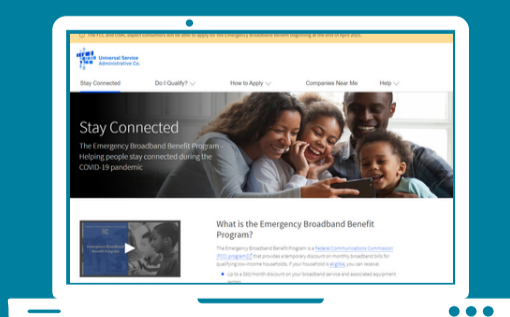 The FCC and USAC expect consumers will be able to apply for the Emergency Broadband Benefit beginning at the end of April 2021.
Universal Service
Administrative Co.
Stay Connected Do I Qualify? How to Apply Companies Near Me Help
Stay Connected
The Emergency Broadband Benefit Program -
Helping people stay connected during the
COVID-19 pandemic
What is the Emergency Broadband Benefit
Program?
Emergency Broadband
Benefit Program
The Emergency Broadband Benefit Program is a Federal Communications Commission
(FCC) program that provides a temporary discount on monthly broadband bills for
qualifying low-income households. If your household is eligible, you can receive:
Up to a $50/month discount on your broadband service and associated equipment